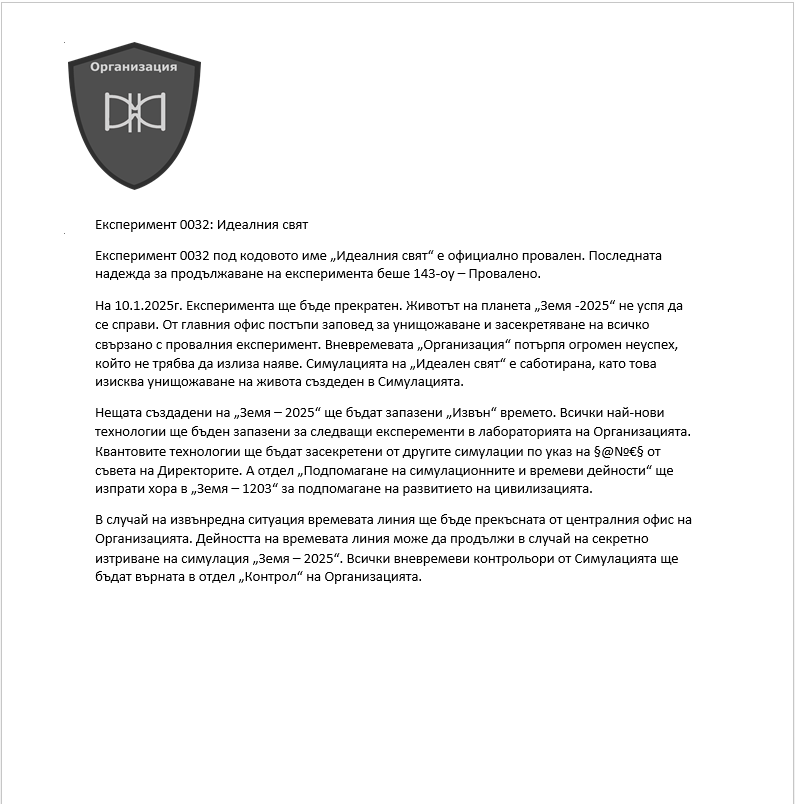 Организация
Експеримент 0032: Идеалния свят
Експеримент 0032 под кодовото име „Идеалния свят“ е официално провален. Последната
надежда за продължаване на експеримента беше 143-оу – Провалено.
На 10.1.2025г. Експеримента ще бъде прекратен. Животът на планета „Земя -2025“ не успя да
се справи. От главния офис постъпи заповед за унищожаване и засекретяване на всичко
свързано с провалния експеримент. Вневремевата „Организация“ потърпя огромен неуспех,
който не трябва да излиза наяве. Симулацията на „Идеален свят“ е саботирана, като това
изисква унищожаване на живота създеден в Симулацията.
Нещата създадени на „Земя – 2025“ ще бъдат запазени „Извън“ времето. Всички най-нови
технологии ще бъден запазени за следващи експеременти в лабораторията на Организацията.
Квантовите технологии ще бъдат засекретени от другите симулации по указ на §@№€§ от
съвета на Директорите. А отдел „Подпомагане на симулационните и времеви дейности“ ще
изпрати хора в „Земя – 1203“ за подпомагане на развитието на цивилизацията.
В случай на извънредна ситуация времевата линия ще бъде прекъсната от централния офис на
Организацията. Дейността на времевата линия може да продължи в случай на секретно
изтриване на симулация „Земя – 2025“. Всички вневремеви контрольори от Симулацията ще
бъдат върната в отдел „Контрол“ на Организацията.